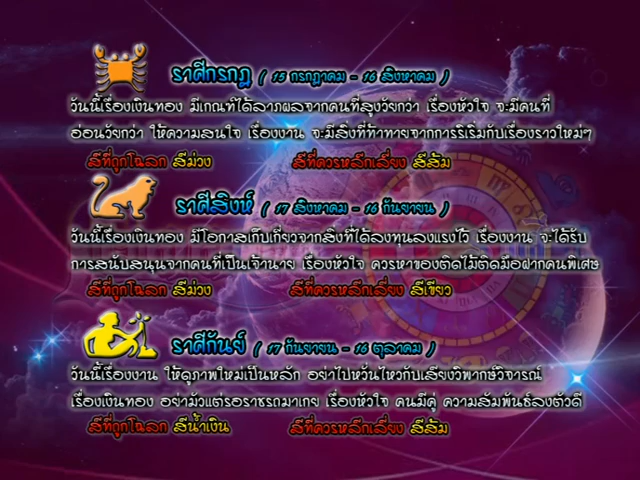 ราศีกรกฎ ( 15 กรกฎาคม - 16 สิงหาคม )
วันนี้เรื่องเงินทอง มีเกณฑ์ได้ลาภผลจากคนที่สูงวัยกว่า เรื่องหัวใจ จะมีคนที่
อ่อนวัยกว่า ให้ความสนใจ เรื่องงาน จะมีสิ่งที่ท้าทายจากการริเริ่มกับเรื่องราวใหม่ๆ
สีที่ถูกโฉลก สีม่วง สีที่ควรหลีกเลี่ยง สีส้ม
ราศีสิงห์ ( 17 สิงหาคม - 16 กันยายน )
วันนี้เรื่องเงินทอง มีโอกาสเก็บเกี่ยวจากสิ่งที่ได้ลงทุนลงแรงไว้ เรื่องงาน จะได้รับ
การสนับสนุนจากคนที่เป็นเจ้านาย เรื่องหัวใจ ควรหาของติดไม้ติดมือฝากคนพิเศษ
สีที่ถูกโฉลก สีม่วง สีที่ควรหลีกเลี่ยง สีเขียว
ราศีกันย์ ( 17 กันยายน - 16 ตุลาคม )
วันนี้เรื่องงาน ให้ดูภาพใหม่เป็นหลัก อย่าไปหวั่นไหวกับเสียงวิพากษ์วิจารณ์
เรื่องเงินทอง อย่ามัวแต่รอราชรถมาเกย เรื่องหัวใจ คนมีคู่ ความสัมพันธ์ลงตัวดี
สีที่ถูกโฉลก สีน้ำเงิน สีที่ควรหลีกเลี่ยง สีส้ม